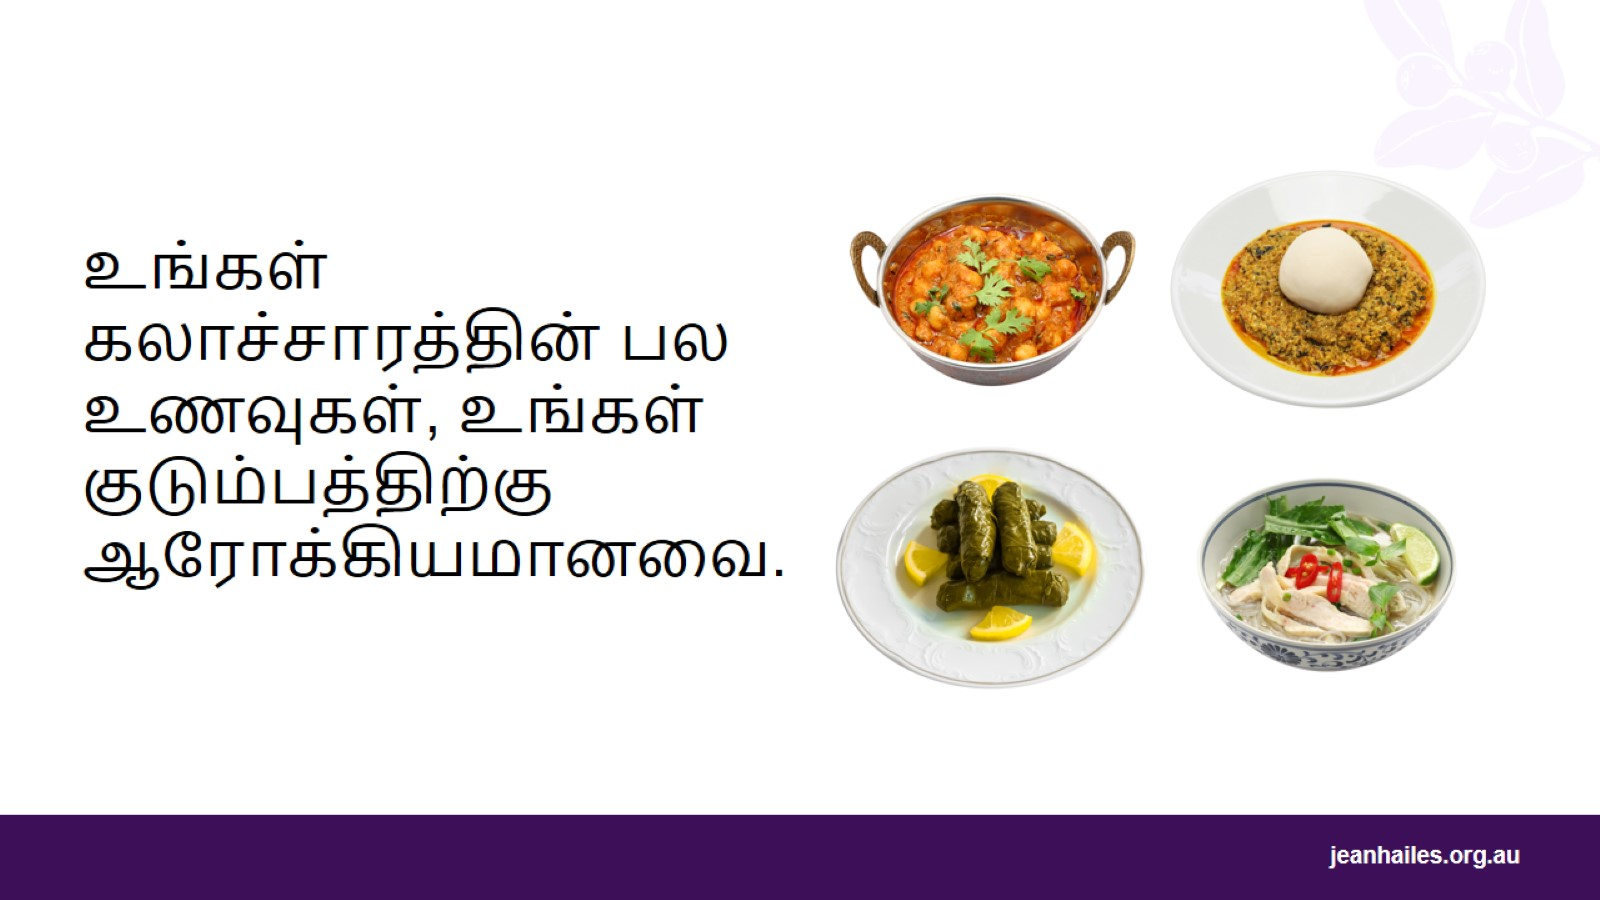 உங்கள்
கலாச்சாரத்தின் பல
உணவுகள், உங்கள்
குடும்பத்திற்கு
ஆரோக்கியமானவை.
jeanhailes.org.au